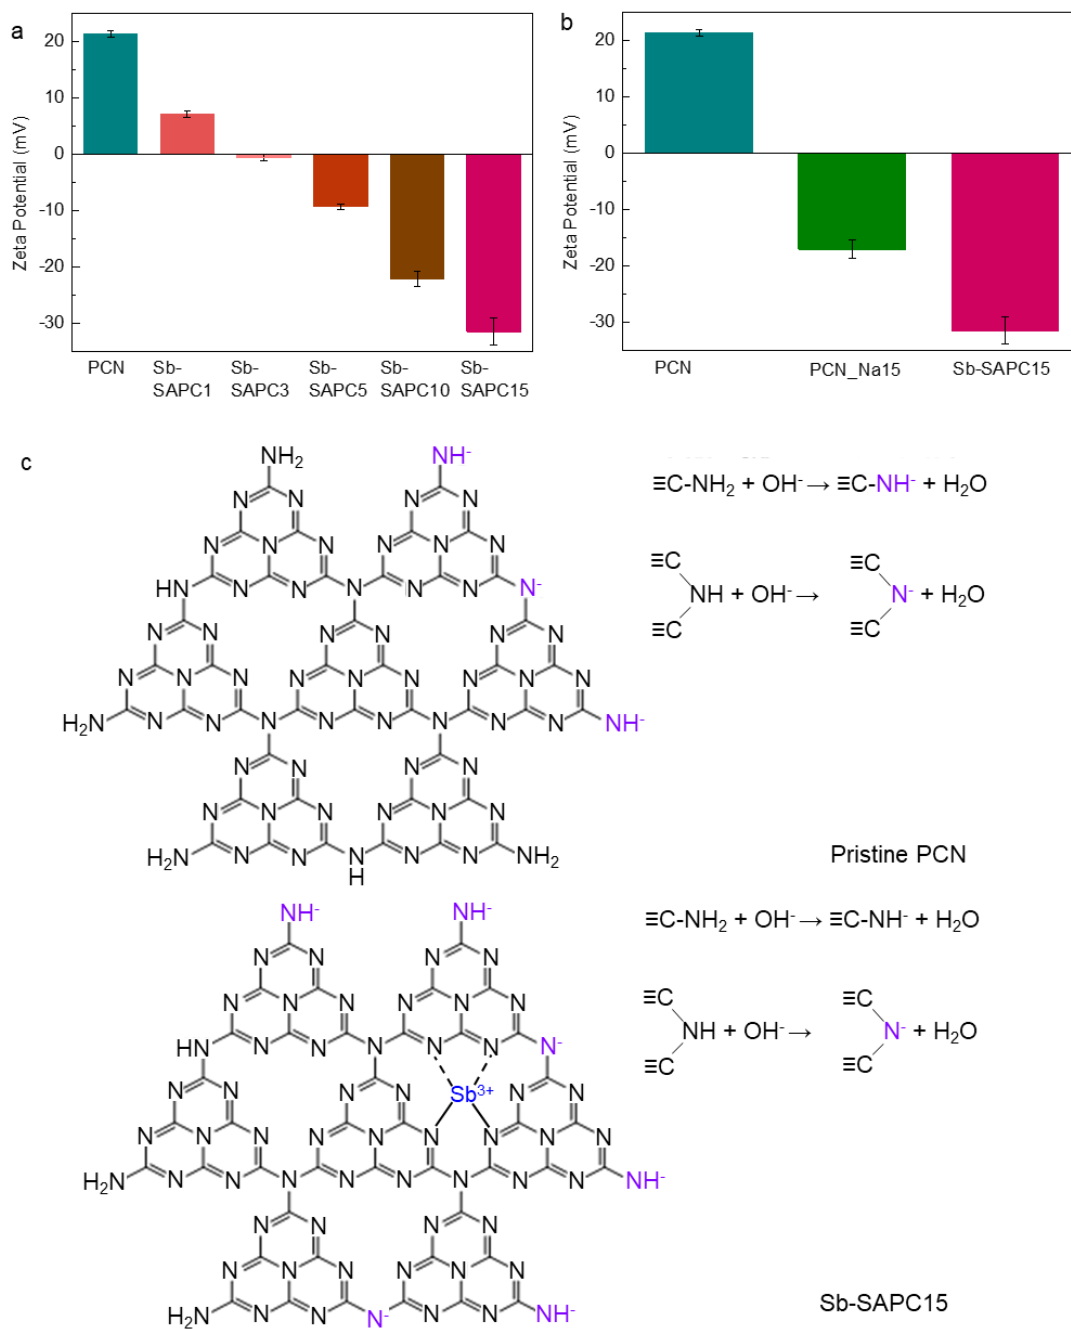 a
Zeta Potential (mV)
20
10
0
-10
-20
-30
PCN
Sb-
SAPC1
Sb-
SAPC3
Sb-
SAPC5
Sb-
SAPC10
Sb-
SAPC15
b
Zeta Potential (mV)
20
10
0
-10
-20
-30
PCN
PCN_Na15
Sb-SAPC15
c
NH₂ NH⁻
N N N N
N N N N N N
HN N N N N N⁻
N N N N N N
N N N N N N N N N
H₂N N N N N N N N N NH⁻
N N N N
N N N N N N
H₂N N N N N N NH₂
H
≡C-NH₂ + OH⁻ → ≡C-NH⁻ + H₂O
≡C ≡C
NH + OH⁻ → N⁻ + H₂O
≡C ≡C
Pristine PCN
NH⁻ NH⁻
N N N N
N N N N N N
HN N N N N N⁻
Sb³⁺
N N N N N N
N N N N N N N N N
H₂N N N N N N N N N NH⁻
N N N N
N N N N N N
H₂N N N N⁻ N N NH⁻
≡C-NH₂ + OH⁻ → ≡C-NH⁻ + H₂O
≡C ≡C
NH + OH⁻ → N⁻ + H₂O
≡C ≡C
Sb-SAPC15